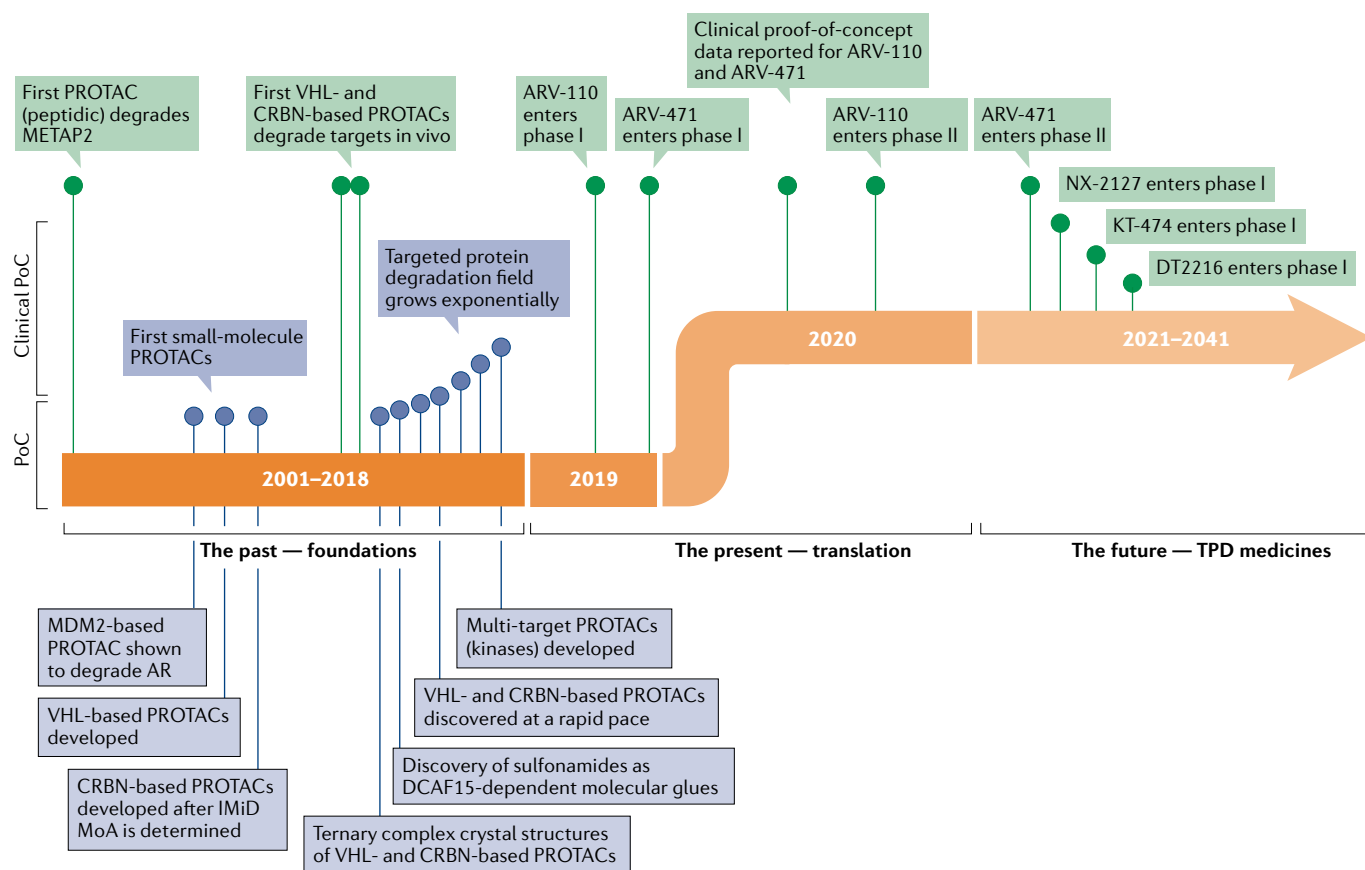 Clinical proof-of-concept
data reported for ARV-110
and ARV-471
First PROTAC
(peptidic) degrades
METAP2
First VHL- and
CRBN-based PROTACs
degrade targets in vivo
ARV-110
enters
phase I
ARV-471
enters phase I
ARV-110
enters phase II
ARV-471
enters phase II
NX-2127 enters phase I
KT-474 enters phase I
DT2216 enters phase I
Clinical PoC
PoC
Targeted protein
degradation field
grows exponentially
First small-molecule
PROTACs
2001–2018
2019
2020
2021–2041
The past — foundations
The present — translation
The future — TPD medicines
MDM2-based
PROTAC shown
to degrade AR
VHL-based PROTACs
developed
CRBN-based PROTACs
developed after IMiD
MoA is determined
Multi-target PROTACs
(kinases) developed
VHL- and CRBN-based PROTACs
discovered at a rapid pace
Discovery of sulfonamides as
DCAF15-dependent molecular glues
Ternary complex crystal structures
of VHL- and CRBN-based PROTACs